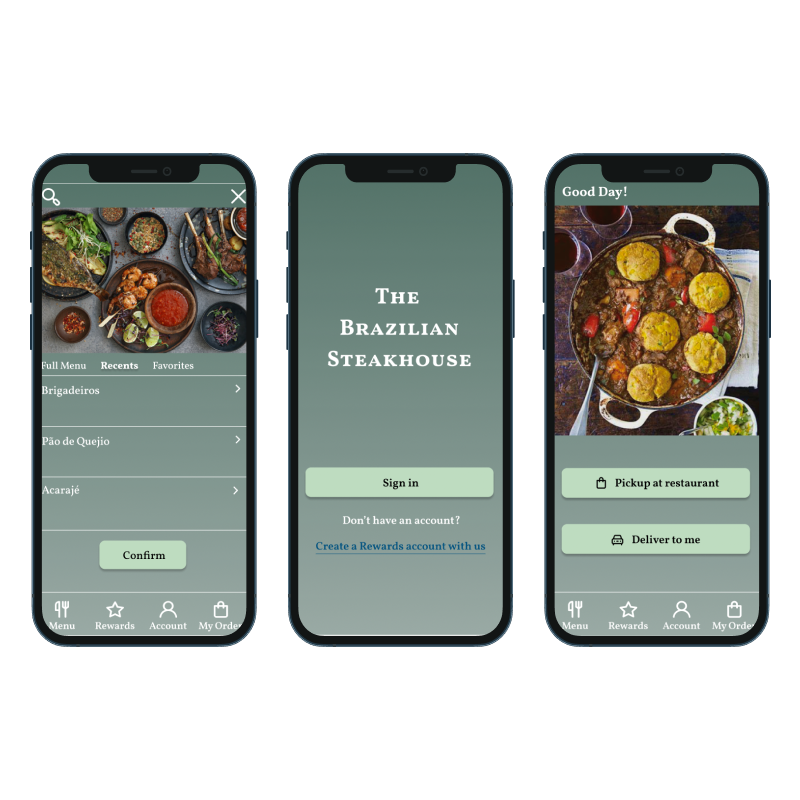 Full Menu Recents Favorites
Brigadeiros
Pão de Quejio
Acarajé
Confirm
Menu Rewards Account My Order
The
Brazilian
Steakhouse
Sign in
Don't have an account?
Create a Rewards account with us
Good Day!
Pickup at restaurant
Deliver to me
Menu Rewards Account My Order